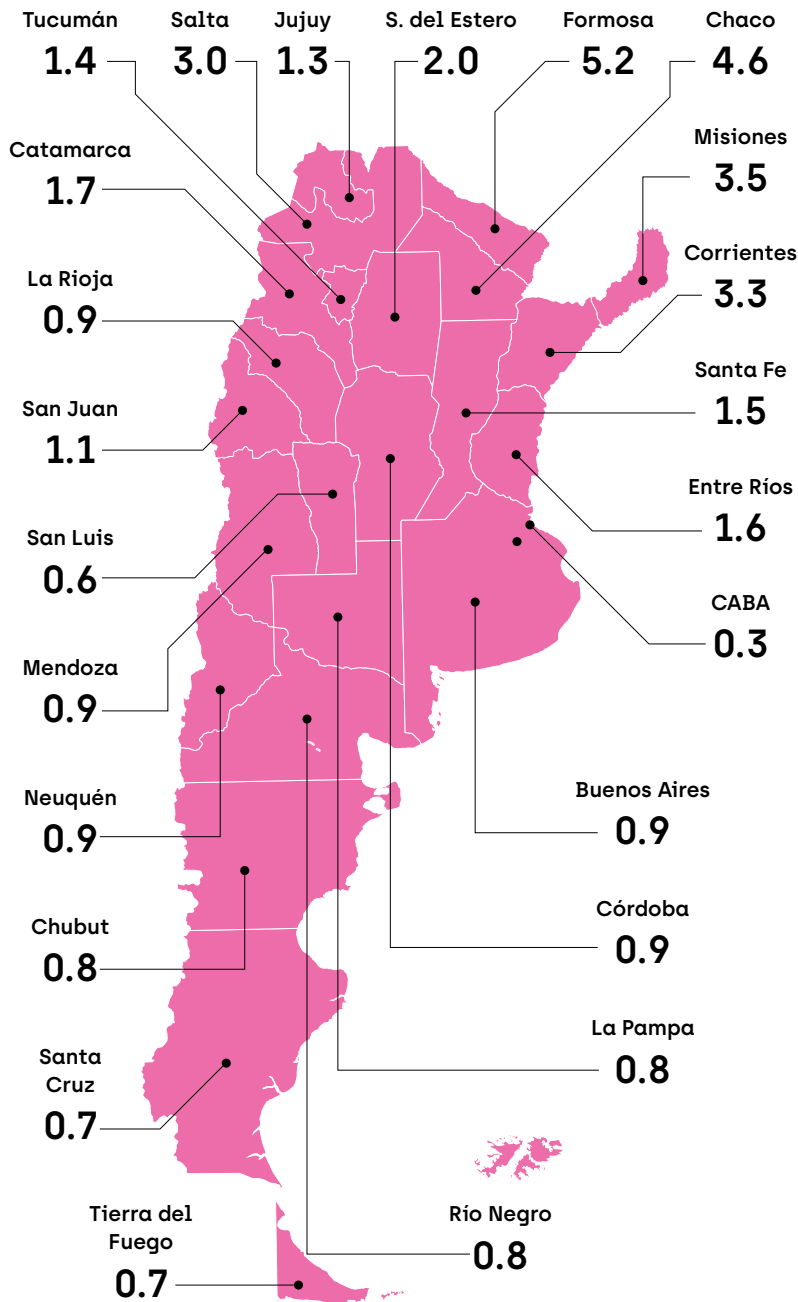 Tucumán
1.4
Salta
3.0
Jujuy
1.3
S. del Estero
2.0
Formosa
5.2
Chaco
4.6
Catamarca
1.7
Misiones
3.5
La Rioja
0.9
Corrientes
3.3
San Juan
1.1
Santa Fe
1.5
San Luis
0.6
Entre Ríos
1.6
Mendoza
0.9
CABA
0.3
Neuquén
0.9
Buenos Aires
0.9
Chubut
0.8
Córdoba
0.9
Santa
Cruz
0.7
La Pampa
0.8
Tierra del
Fuego
0.7
Río Negro
0.8